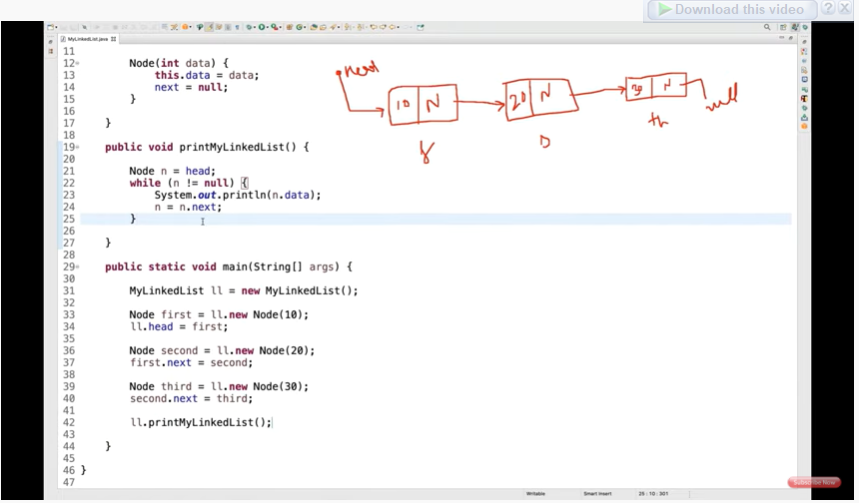 Download this video
MyLinkedList.java
11
12 Node(int data) {
13 this.data = data;
14 next = null;
15 }
16
17 }
18
19 public void printMyLinkedList() {
20
21 Node n = head;
22 while (n != null) {
23 System.out.println(n.data);
24 n = n.next;
25 }
26
27 }
28
29 public static void main(String[] args) {
30
31 MyLinkedList ll = new MyLinkedList();
32
33 Node first = ll.new Node(10);
34 ll.head = first;
35
36 Node second = ll.new Node(20);
37 first.next = second;
38
39 Node third = ll.new Node(30);
40 second.next = third;
41
42 ll.printMyLinkedList();
43
44 }
45
46 }
47
head
10 N
20 N
30 N
null
th
Subscribe Now
Writable Smart Insert 25 : 10 : 301